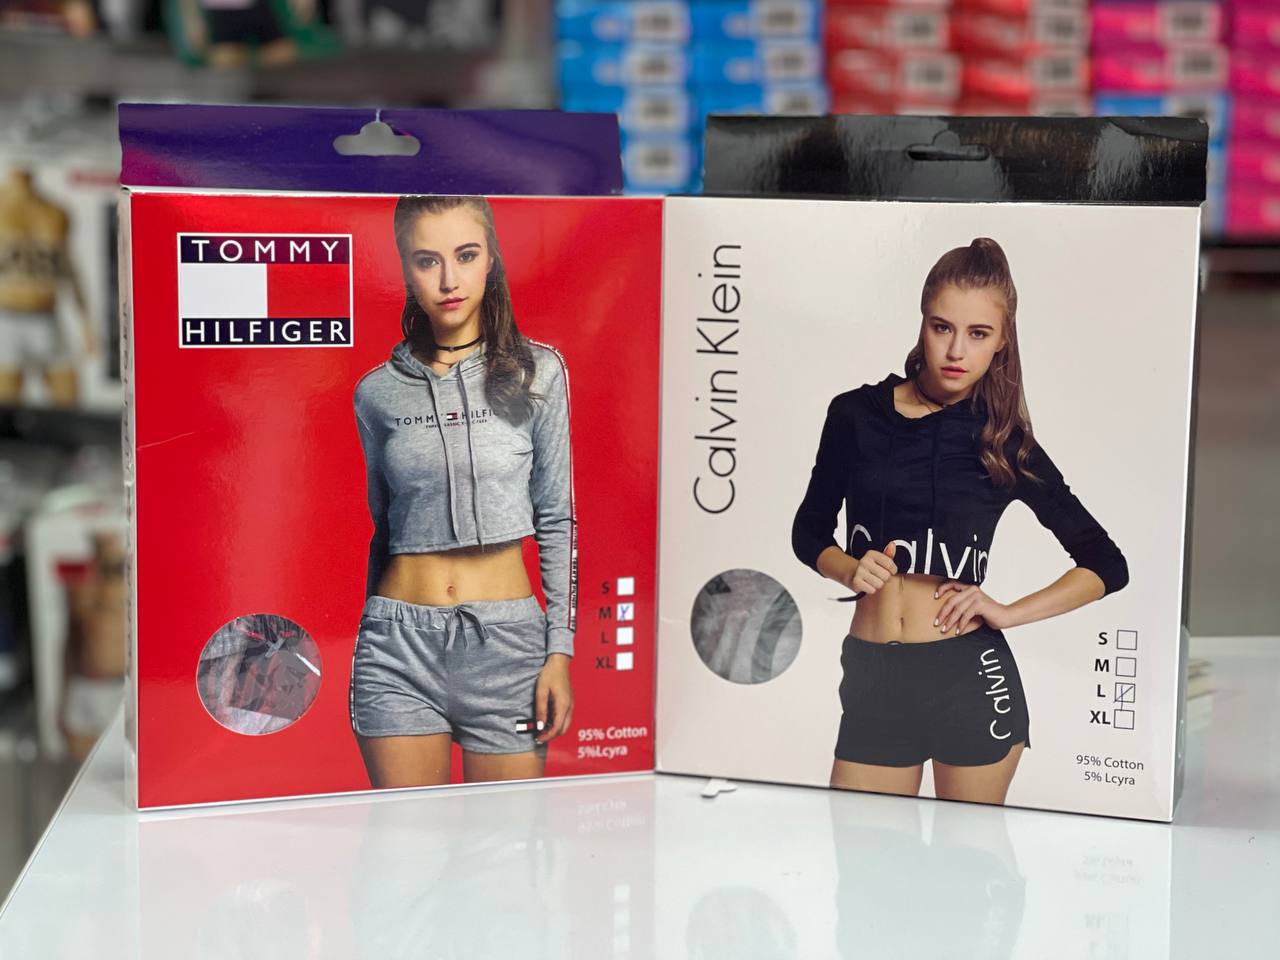 TOMMY
HILFIGER
TOMMY HILFIG
S
M
L
XL
95% Cotton
5%Lcyra
Calvin Klein
Calvin
Calvin
S
M
L
XL
95% Cotton
5% Lcyra